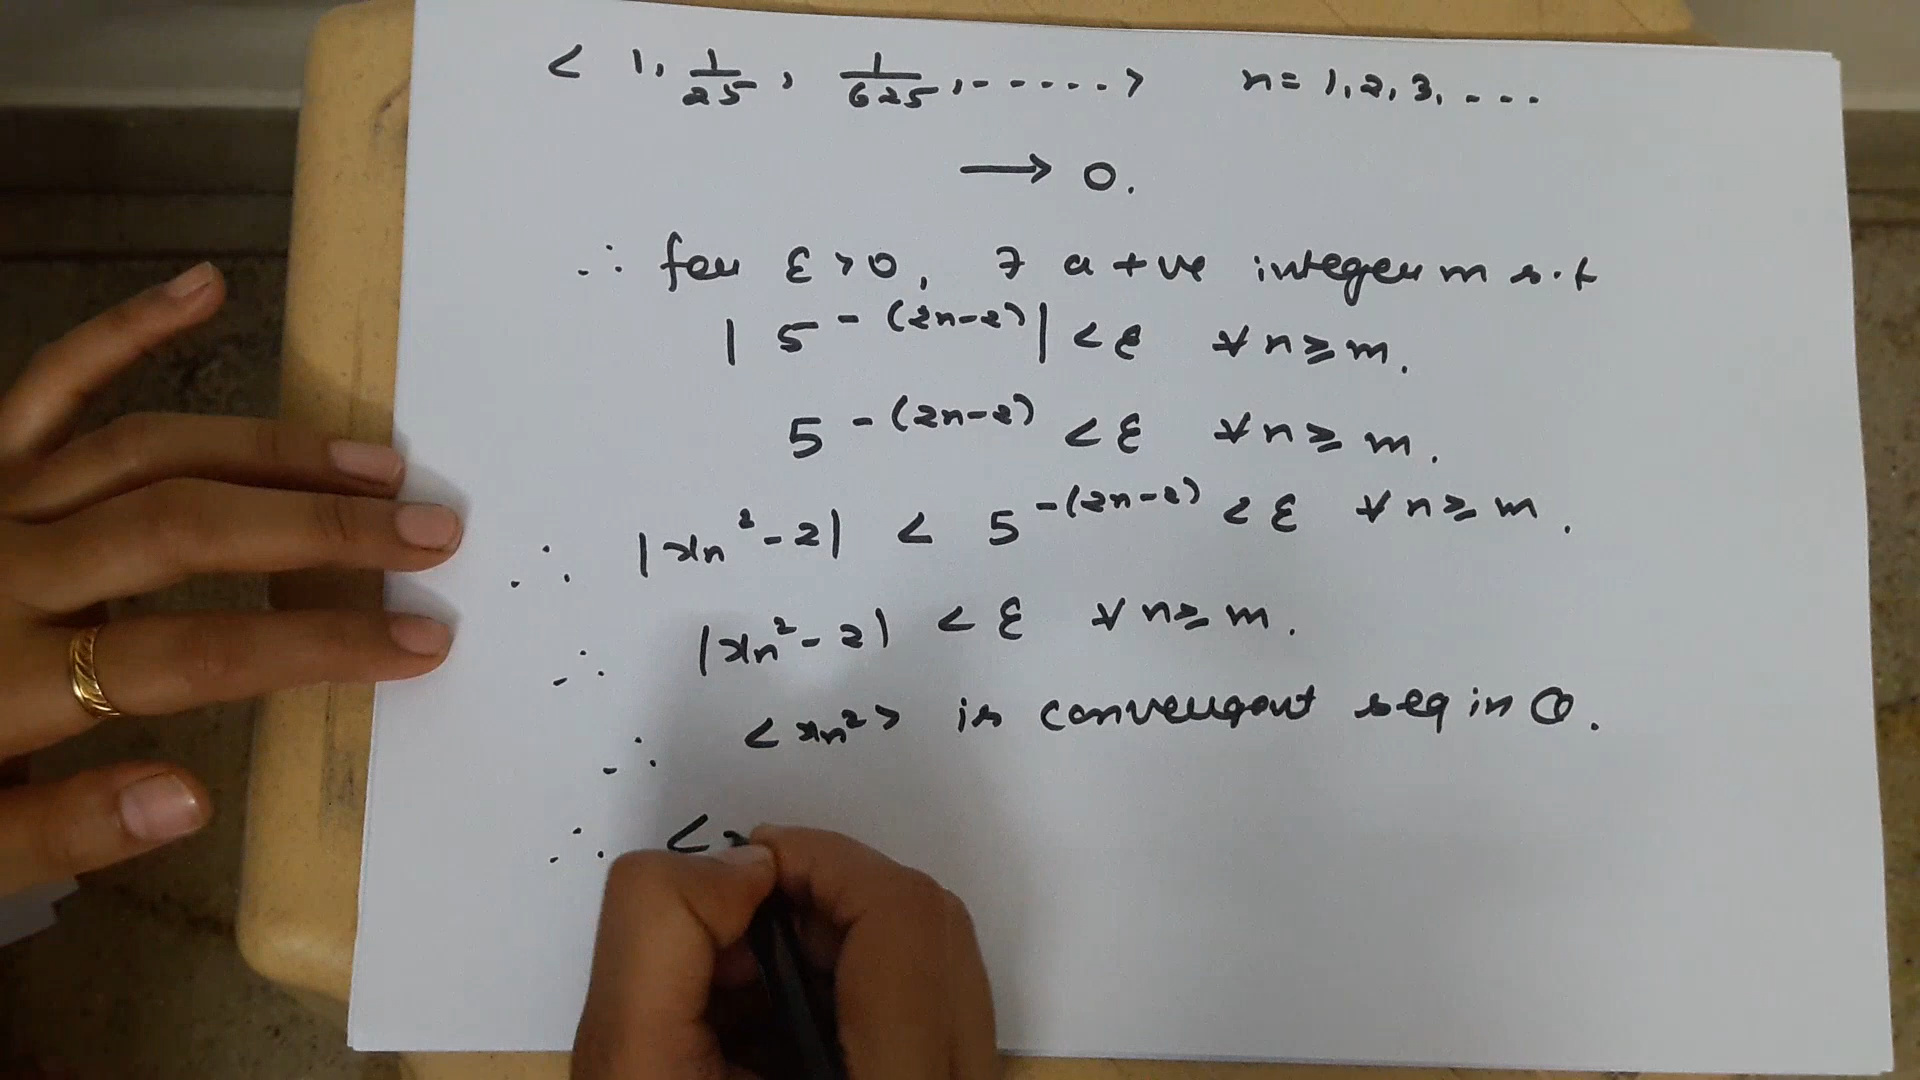 < 1, 1/25, 1/625, ------> n = 1, 2, 3, ---
→ 0.
∴ for ε > 0, ∃ a +ve integer m s.t
| 5^-(2n-2) | < ε ∀ n ≥ m.
5^-(2n-2) < ε ∀ n ≥ m.
∴ | xn² - 2 | < 5^-(2n-2) < ε ∀ n ≥ m.
∴ | xn² - 2 | < ε ∀ n ≥ m.
∴ < xn² > is convergent seq in Q.
∴ <